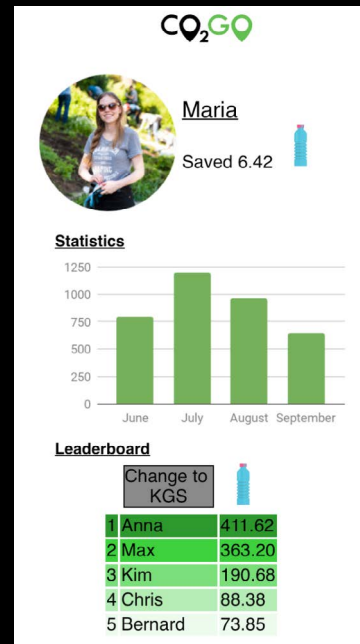 CO₂GO
Maria
Saved 6.42
Statistics
1250
1000
750
500
250
0
June July August September
Leaderboard
Change to
KGS
1 Anna 411.62
2 Max 363.20
3 Kim 190.68
4 Chris 88.38
5 Bernard 73.85